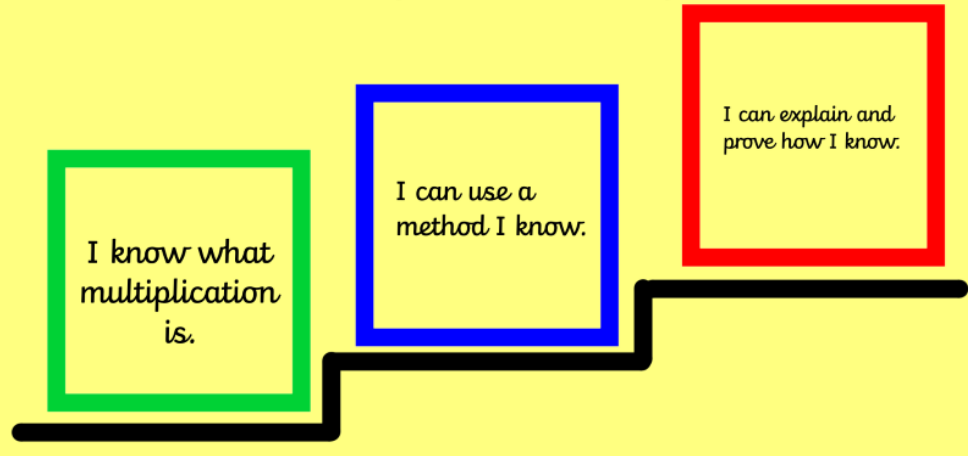 I know what
multiplication
is.
I can use a
method I know.
I can explain and
prove how I know.